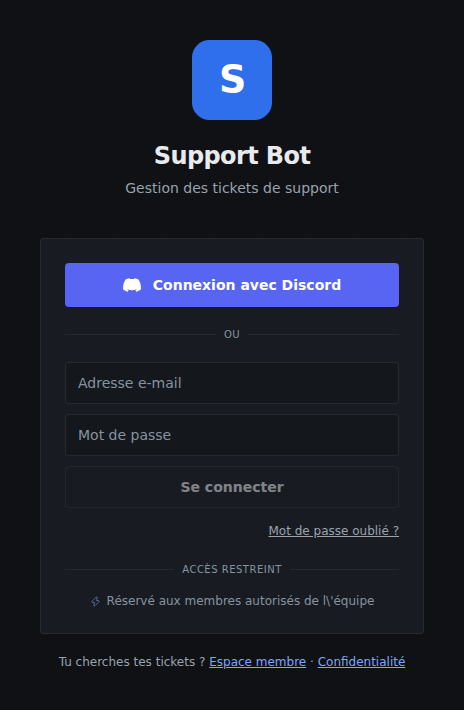 S
Support Bot
Gestion des tickets de support
Connexion avec Discord
OU
Adresse e-mail
Mot de passe
Se connecter
Mot de passe oublié ?
ACCÈS RESTREINT
Réservé aux membres autorisés de l\'équipe
Tu cherches tes tickets ? Espace membre · Confidentialité